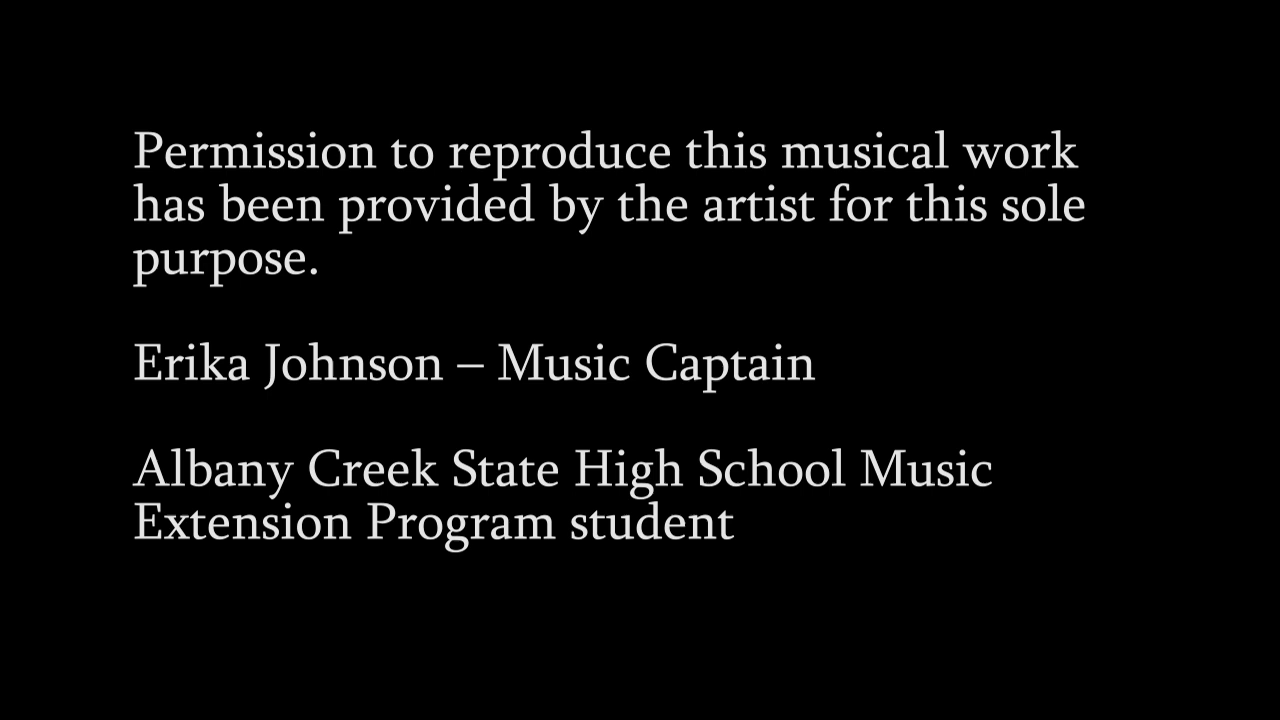 Permission to reproduce this musical work
has been provided by the artist for this sole
purpose.
Erika Johnson – Music Captain
Albany Creek State High School Music
Extension Program student